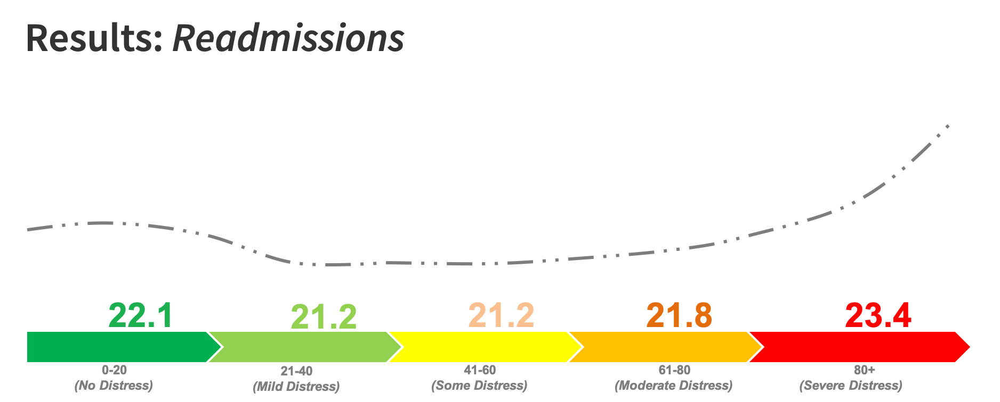 Results: Readmissions
22.1
21.2
21.2
21.8
23.4
0-20
(No Distress)
21-40
(Mild Distress)
41-60
(Some Distress)
61-80
(Moderate Distress)
80+
(Severe Distress)